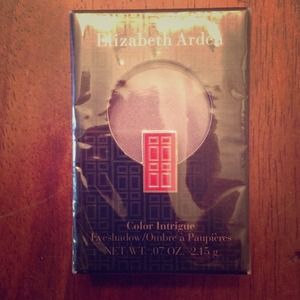 Elizabeth Arden
Color Intrigue
Eyeshadow/Ombre à Paupières
NET WT. .07 OZ. 2.15 g